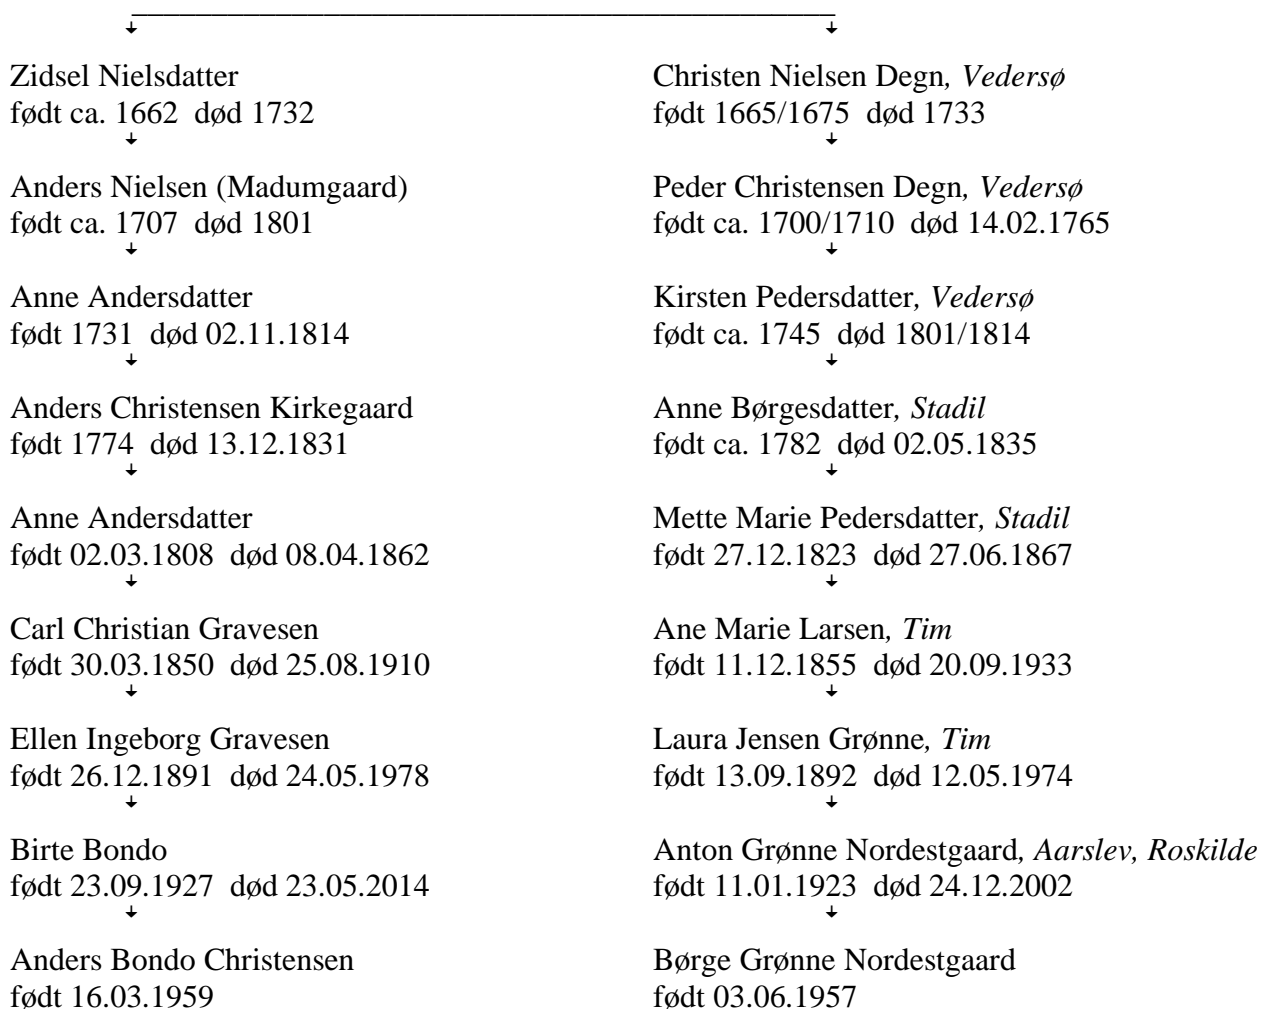 Zidsel Nielsdatter
født ca. 1662 død 1732
Christen Nielsen Degn, Vedersø
født 1665/1675 død 1733
Anders Nielsen (Madumgaard)
født ca. 1707 død 1801
Peder Christensen Degn, Vedersø
født ca. 1700/1710 død 14.02.1765
Anne Andersdatter
født 1731 død 02.11.1814
Kirsten Pedersdatter, Vedersø
født ca. 1745 død 1801/1814
Anders Christensen Kirkegaard
født 1774 død 13.12.1831
Anne Børgesdatter, Stadil
født ca. 1782 død 02.05.1835
Anne Andersdatter
født 02.03.1808 død 08.04.1862
Mette Marie Pedersdatter, Stadil
født 27.12.1823 død 27.06.1867
Carl Christian Gravesen
født 30.03.1850 død 25.08.1910
Ane Marie Larsen, Tim
født 11.12.1855 død 20.09.1933
Ellen Ingeborg Gravesen
født 26.12.1891 død 24.05.1978
Laura Jensen Grønne, Tim
født 13.09.1892 død 12.05.1974
Birte Bondo
født 23.09.1927 død 23.05.2014
Anton Grønne Nordestgaard, Aarslev, Roskilde
født 11.01.1923 død 24.12.2002
Anders Bondo Christensen
født 16.03.1959
Børge Grønne Nordestgaard
født 03.06.1957